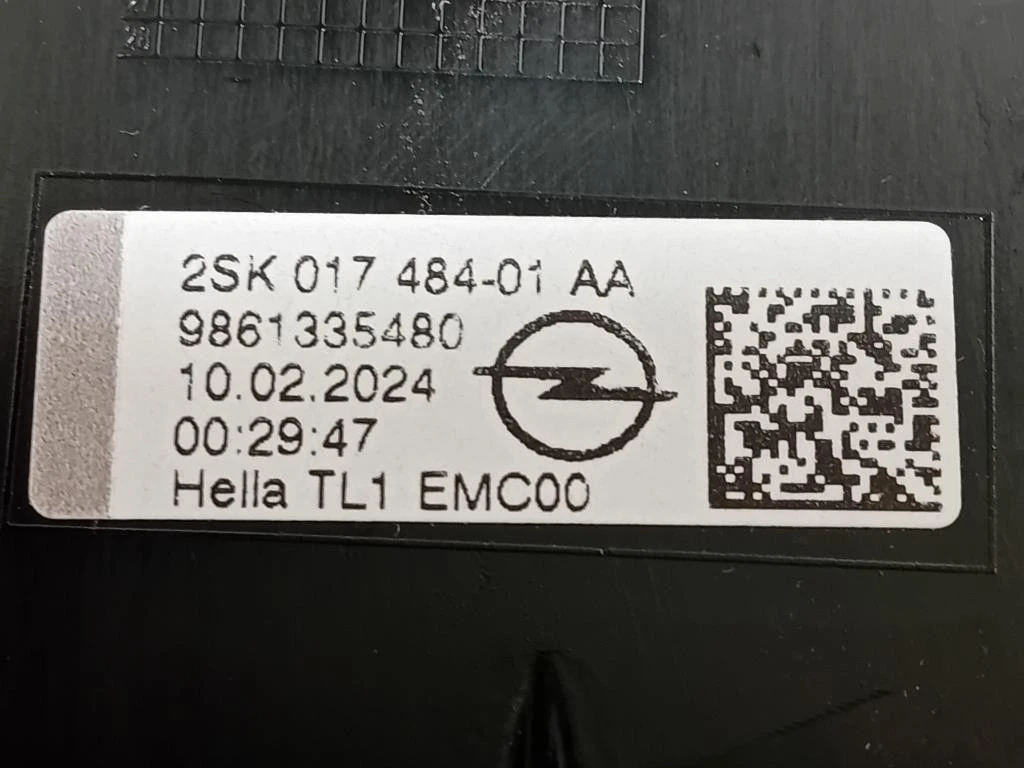 2SK 017 484-01 AA
9861335480
10.02.2024
00:29:47
Hella TL1 EMC00